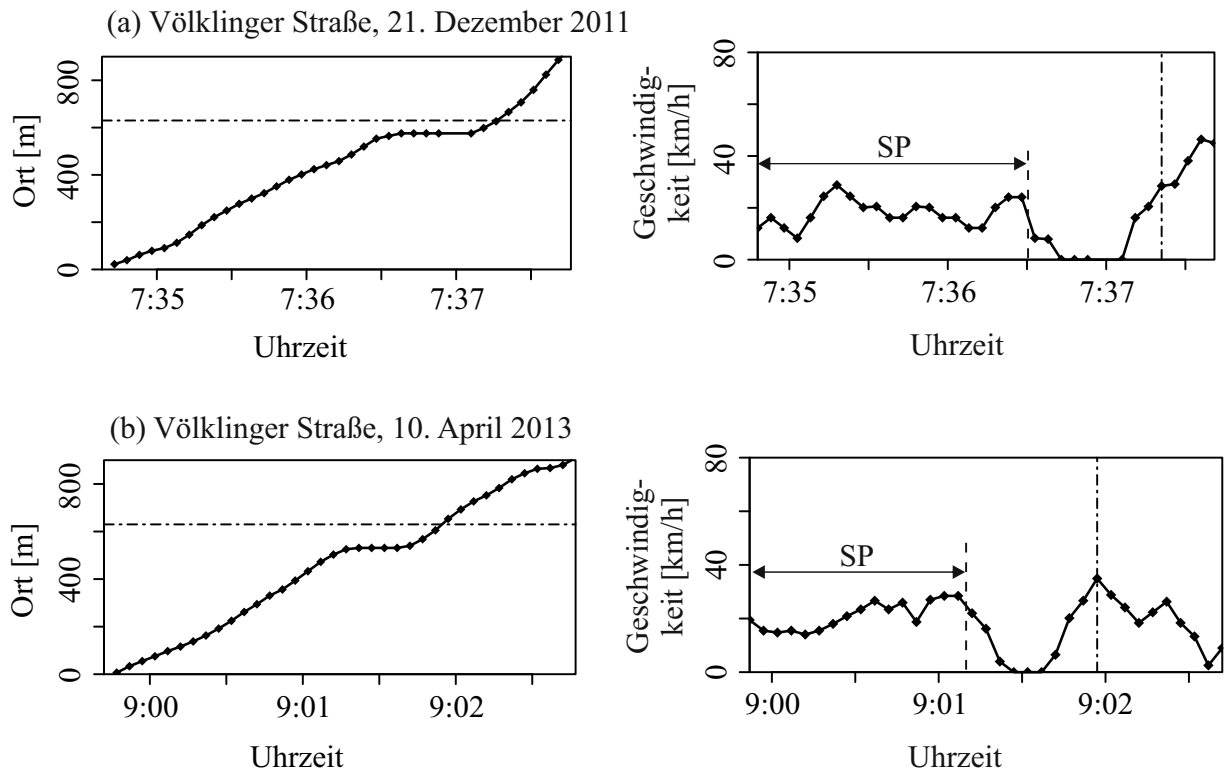 (a) Völklinger Straße, 21. Dezember 2011
Ort [m]
0 400 800
7:35 7:36 7:37
Uhrzeit
Geschwindig-
keit [km/h]
0 40 80
SP
7:35 7:36 7:37
Uhrzeit
(b) Völklinger Straße, 10. April 2013
Ort [m]
0 400 800
9:00 9:01 9:02
Uhrzeit
Geschwindig-
keit [km/h]
0 40 80
SP
9:00 9:01 9:02
Uhrzeit